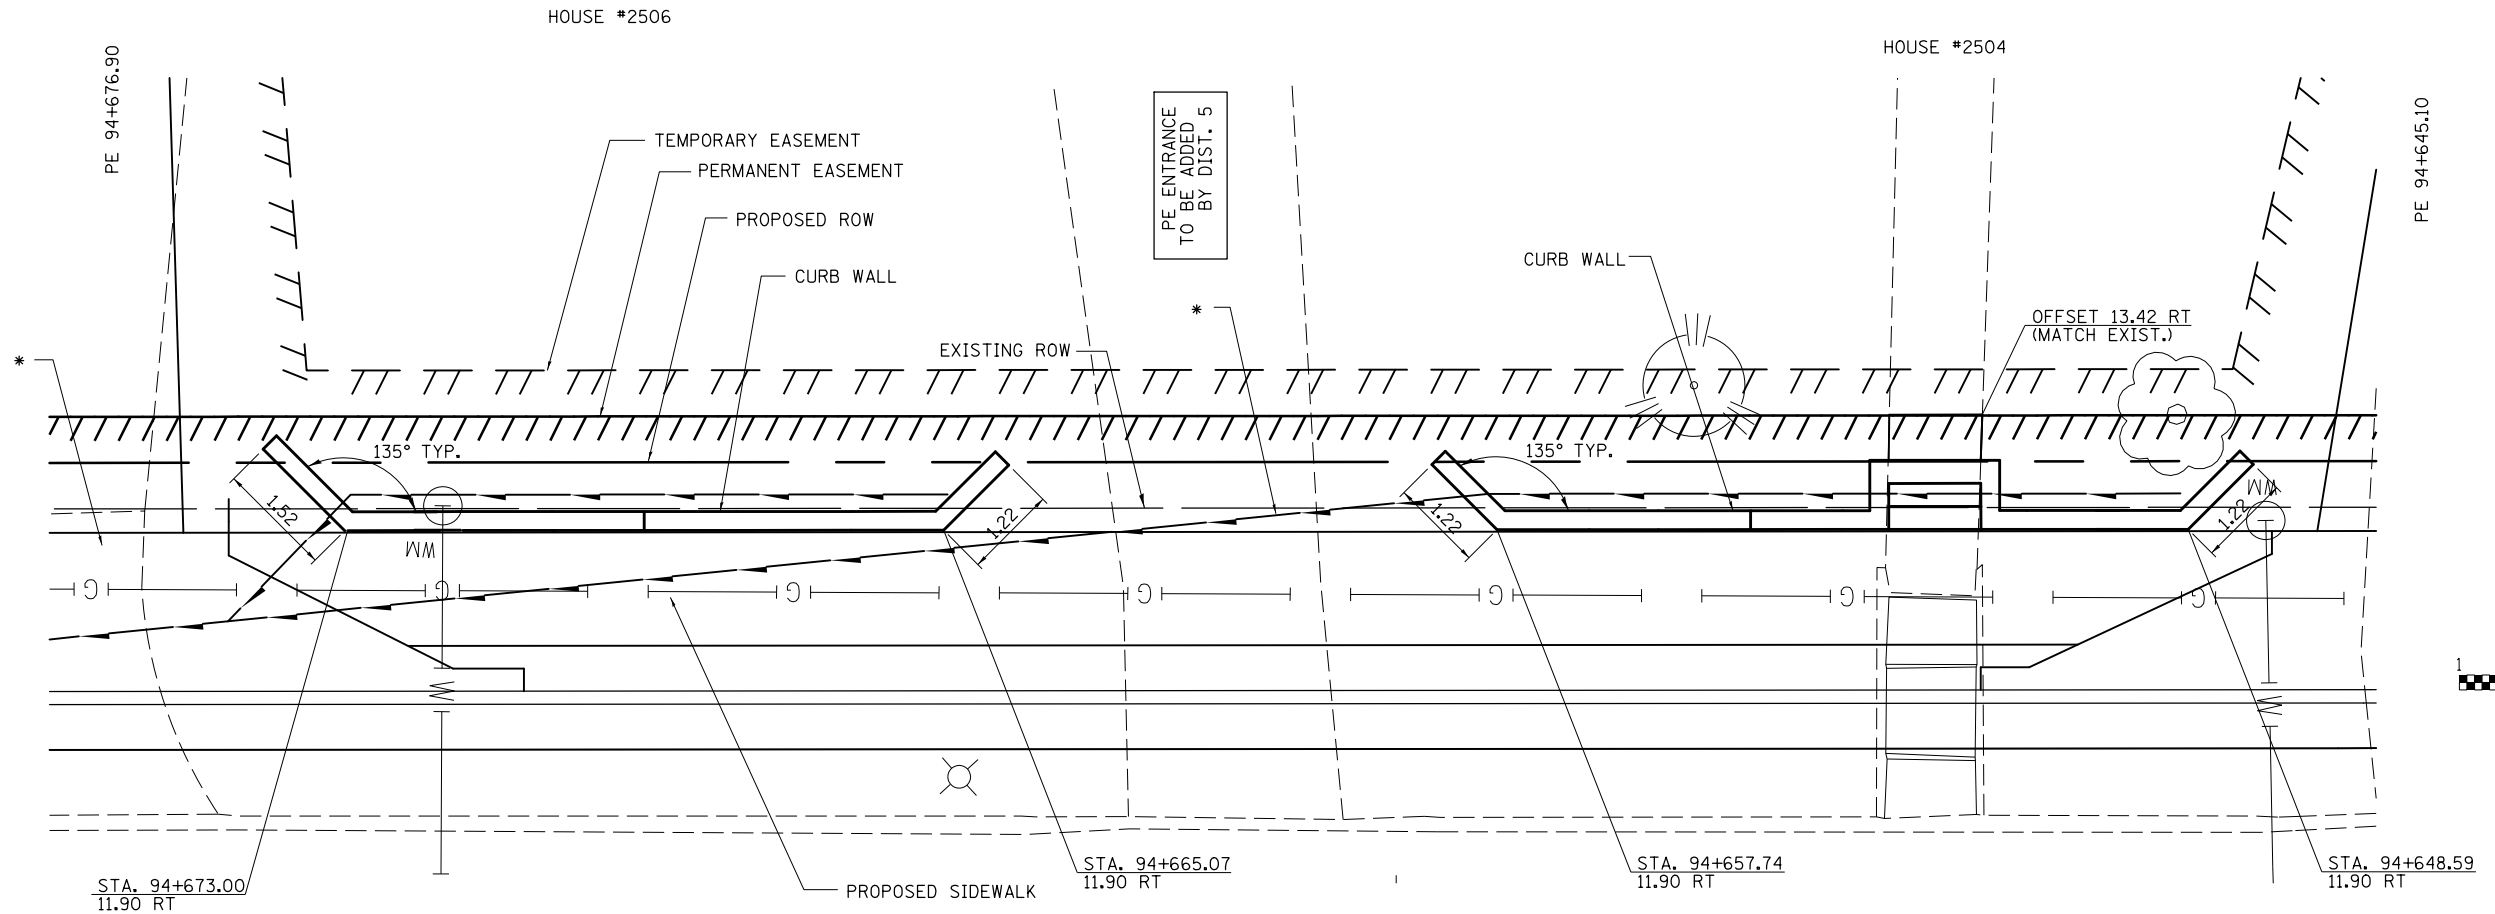 HOUSE #2506
HOUSE #2504
PE 94+676.90
PE ENTRANCE
TO BE ADDED
BY DIST. 5
PE 94+645.10
TEMPORARY EASEMENT
PERMANENT EASEMENT
PROPOSED ROW
CURB WALL
CURB WALL
*
OFFSET 13.42 RT
(MATCH EXIST.)
*
EXISTING ROW
135° TYP.
135° TYP.
1.52
1.22
1.22
1.22
WM
WM
G
G
G
G
G
G
G
1
STA. 94+673.00
11.90 RT
PROPOSED SIDEWALK
STA. 94+665.07
11.90 RT
STA. 94+657.74
11.90 RT
STA. 94+648.59
11.90 RT